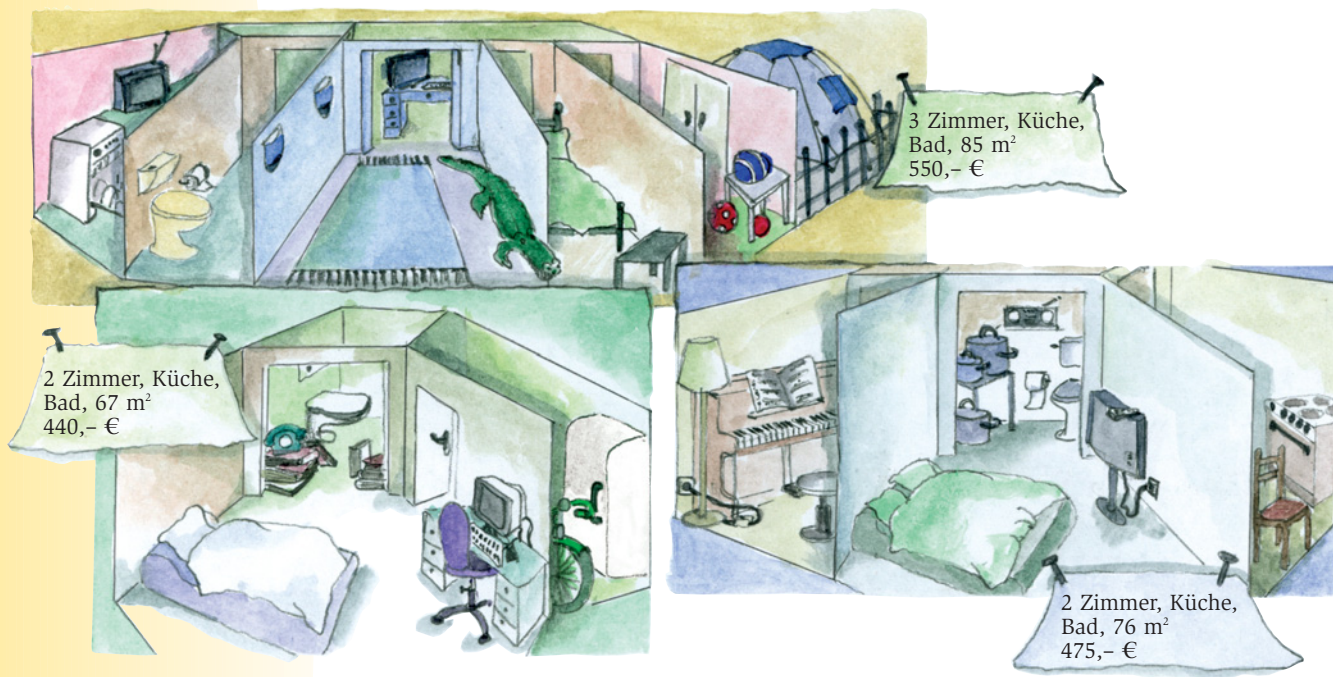 3 Zimmer, Küche,
Bad, 85 m²
550,– €
2 Zimmer, Küche,
Bad, 67 m²
440,– €
2 Zimmer, Küche,
Bad, 76 m²
475,– €